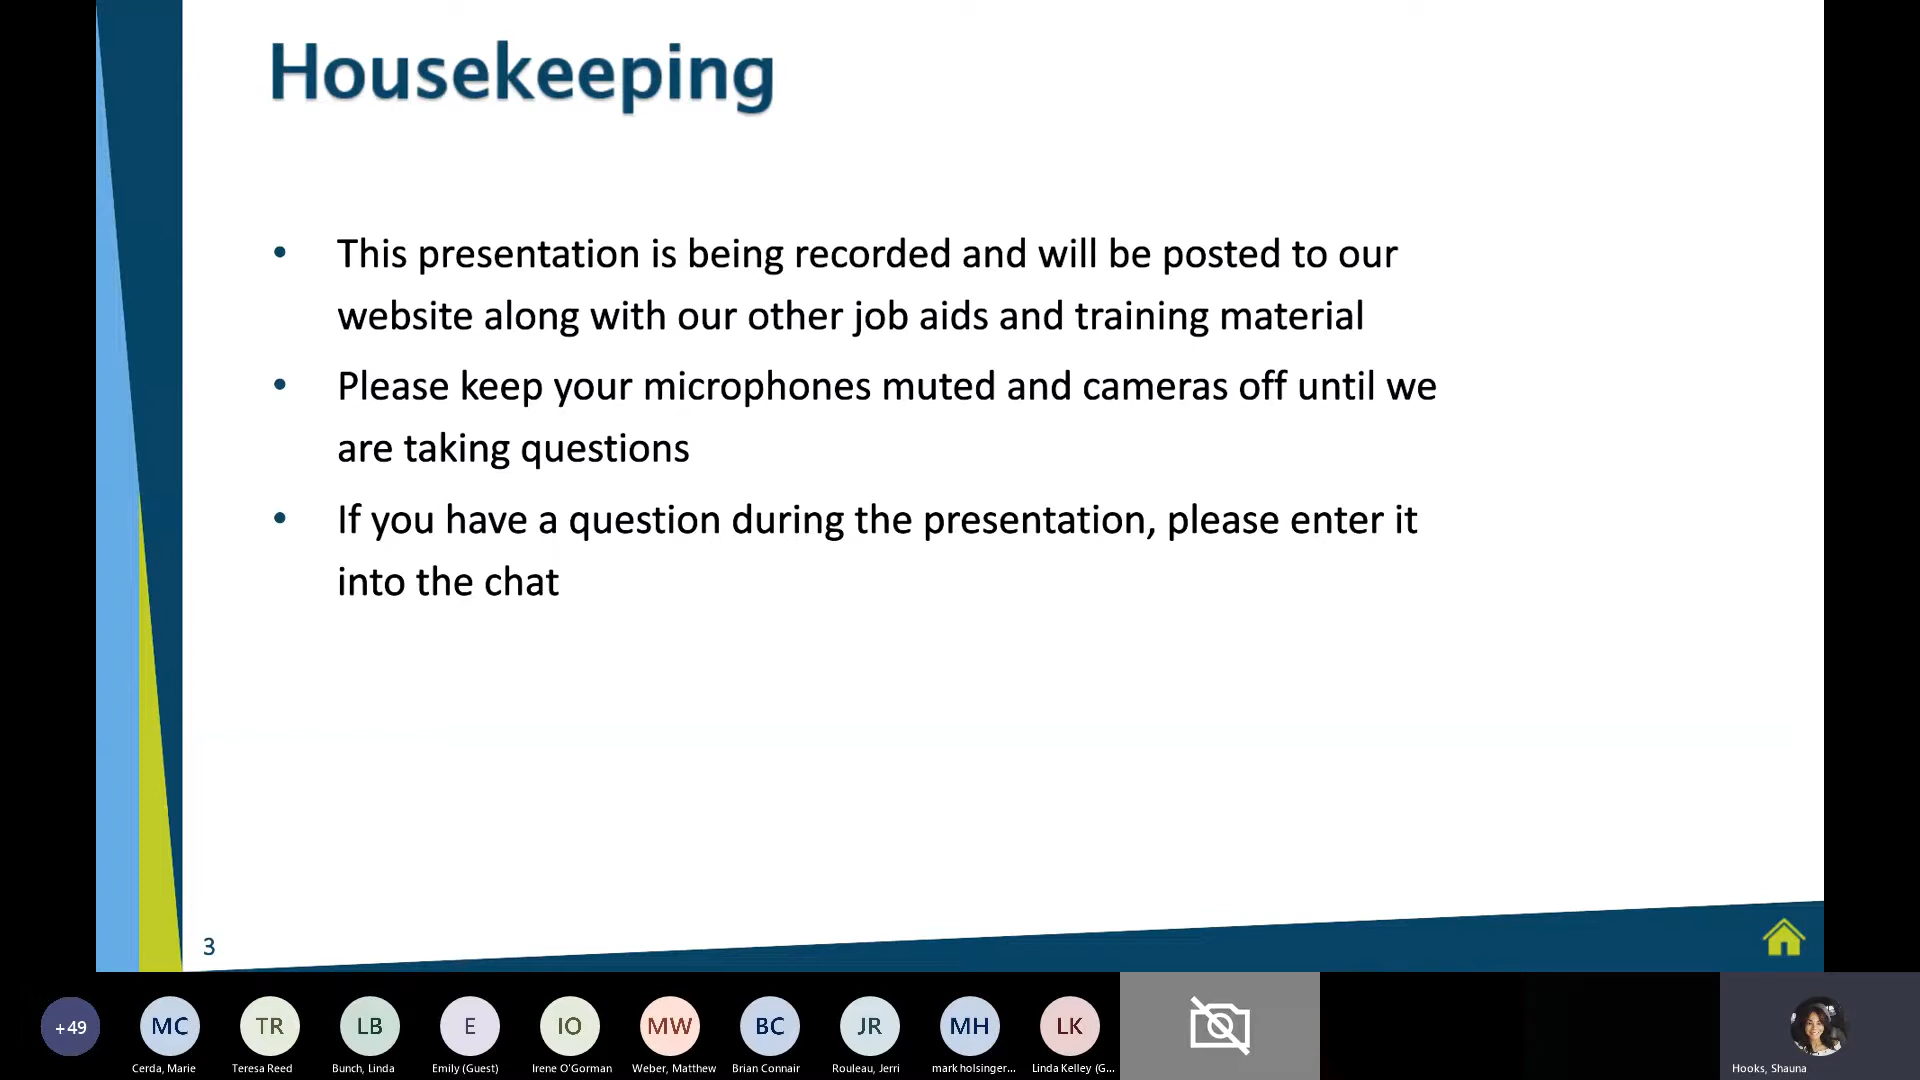 Housekeeping
• This presentation is being recorded and will be posted to our
website along with our other job aids and training material
• Please keep your microphones muted and cameras off until we
are taking questions
• If you have a question during the presentation, please enter it
into the chat
3
+49
MC
TR
LB
E
IO
MW
BC
JR
MH
LK
Cerda, Marie
Teresa Reed
Bunch, Linda
Emily (Guest)
Irene O'Gorman
Weber, Matthew
Brian Connair
Rouleau, Jerri
mark holsinger...
Linda Kelley (G...
Hooks, Shauna